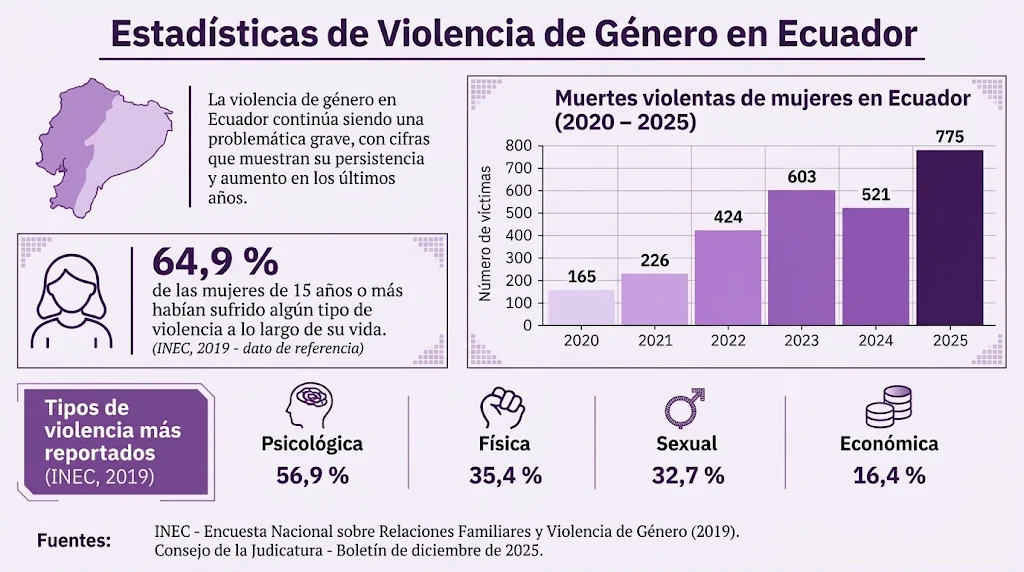 Estadísticas de Violencia de Género en Ecuador
La violencia de género en
Ecuador continúa siendo una
problemática grave, con cifras
que muestran su persistencia
y aumento en los últimos
años.
64,9 %
de las mujeres de 15 años o más
habían sufrido algún tipo de
violencia a lo largo de su vida.
(INEC, 2019 - dato de referencia)
Muertes violentas de mujeres en Ecuador
(2020 – 2025)
Número de víctimas
800
600
500
400
300
200
100
0
165
226
424
603
521
775
2020
2021
2022
2023
2024
2025
Tipos de
violencia más
reportados
(INEC, 2019)
Psicológica
56,9 %
Física
35,4 %
Sexual
32,7 %
Económica
16,4 %
Fuentes:
INEC - Encuesta Nacional sobre Relaciones Familiares y Violencia de Género (2019).
Consejo de la Judicatura - Boletín de diciembre de 2025.